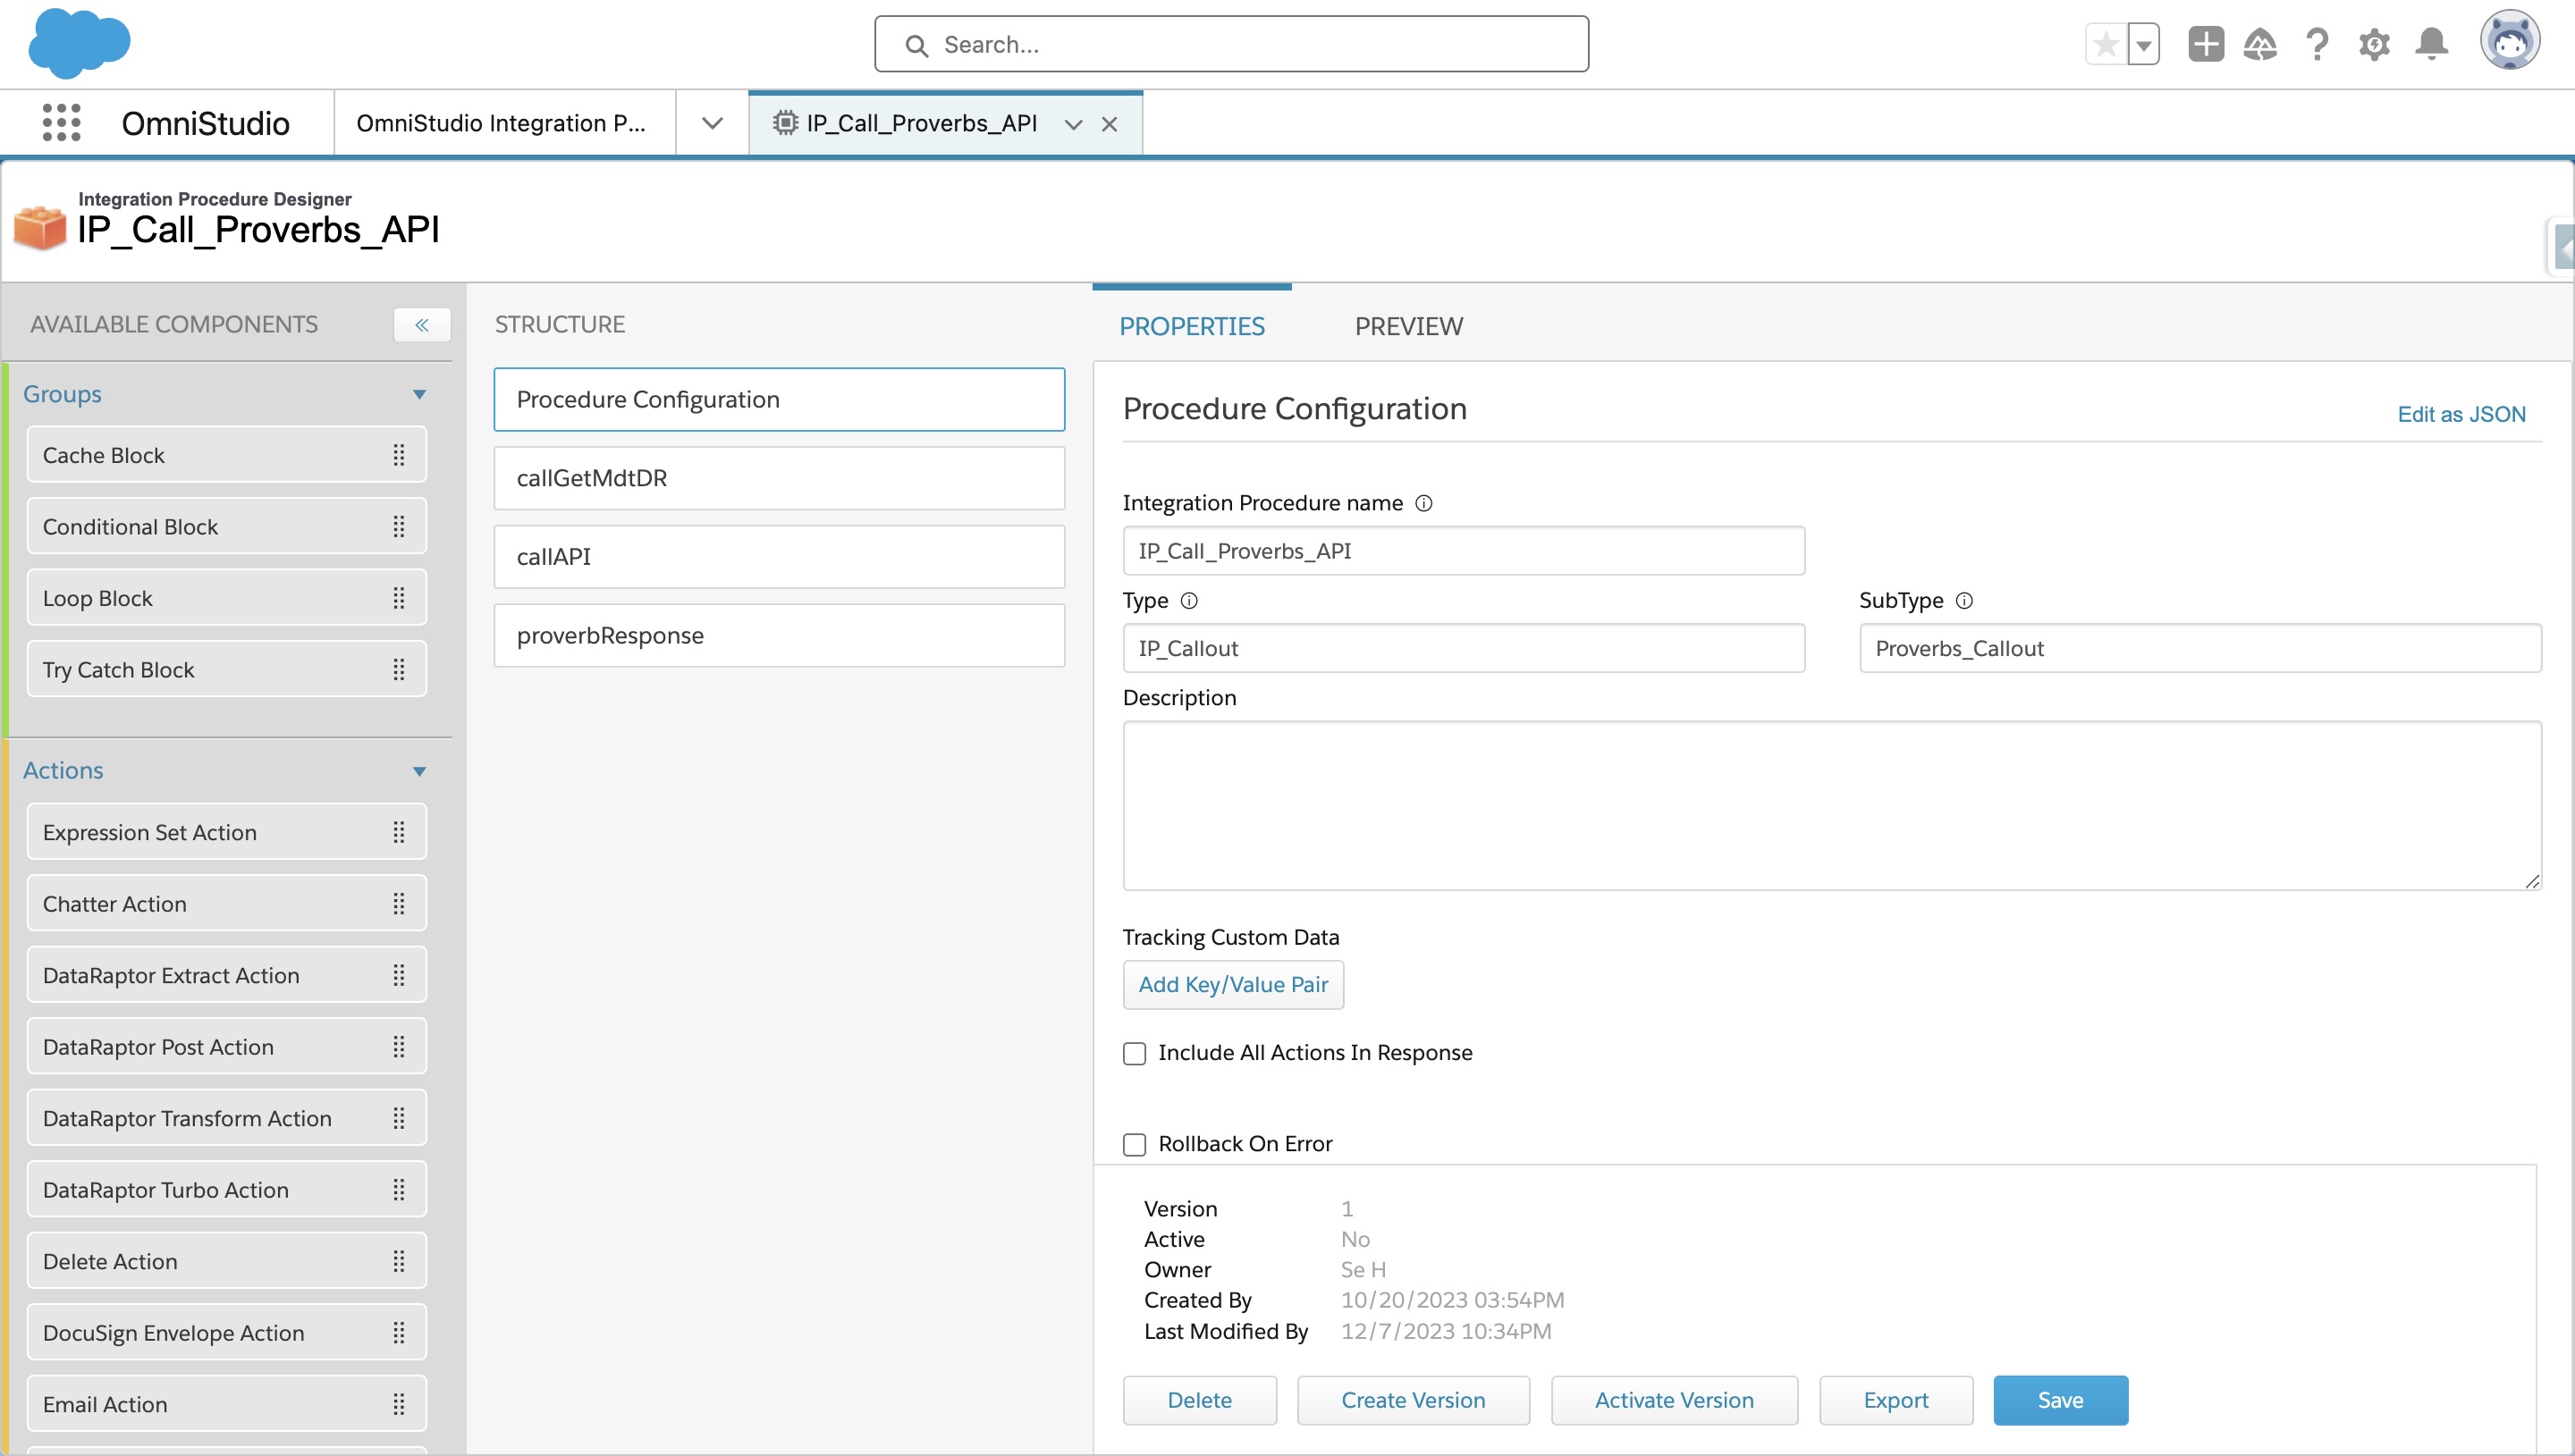 Search...
OmniStudio
OmniStudio Integration P...
IP_Call_Proverbs_API
Integration Procedure Designer
IP_Call_Proverbs_API
AVAILABLE COMPONENTS
Groups
Cache Block
Conditional Block
Loop Block
Try Catch Block
Actions
Expression Set Action
Chatter Action
DataRaptor Extract Action
DataRaptor Post Action
DataRaptor Transform Action
DataRaptor Turbo Action
Delete Action
DocuSign Envelope Action
Email Action
STRUCTURE
Procedure Configuration
callGetMdtDR
callAPI
proverbResponse
PROPERTIES
PREVIEW
Procedure Configuration
Edit as JSON
Integration Procedure name
IP_Call_Proverbs_API
Type
SubType
IP_Callout
Proverbs_Callout
Description
Tracking Custom Data
Add Key/Value Pair
Include All Actions In Response
Rollback On Error
Version 1
Active No
Owner Se H
Created By 10/20/2023 03:54PM
Last Modified By 12/7/2023 10:34PM
Delete
Create Version
Activate Version
Export
Save